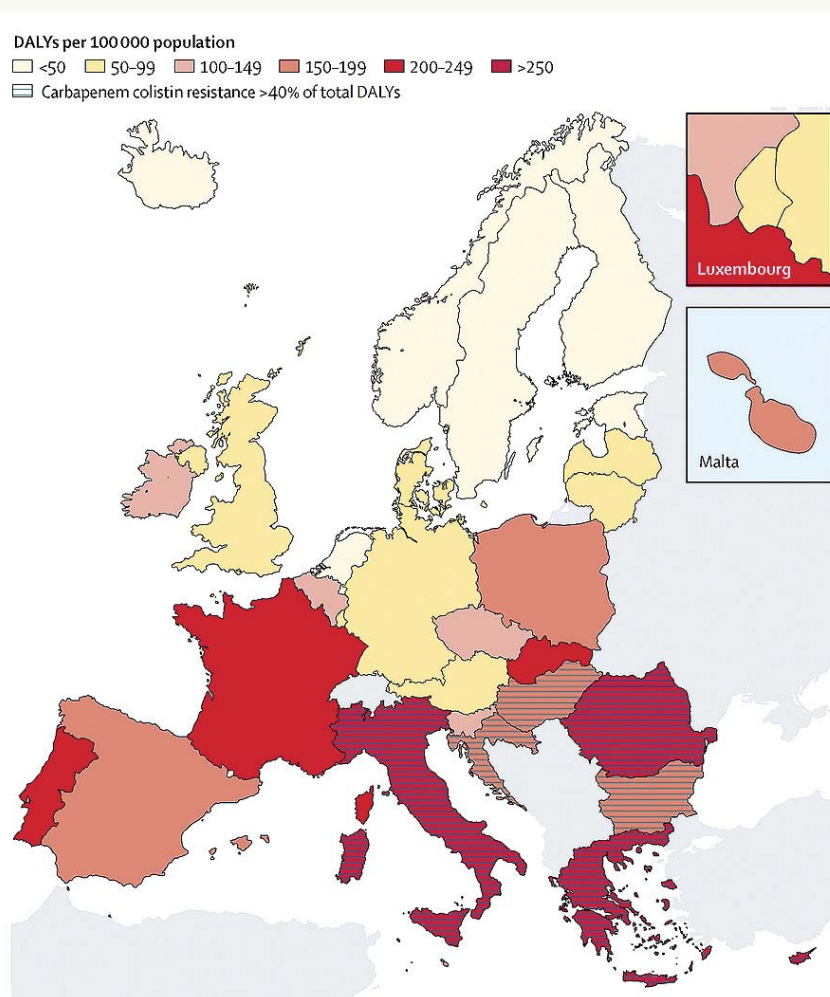 DALYs per 100 000 population
<50 50–99 100–149 150–199 200–249 >250
Carbapenem colistin resistance >40% of total DALYs
Luxembourg
Malta